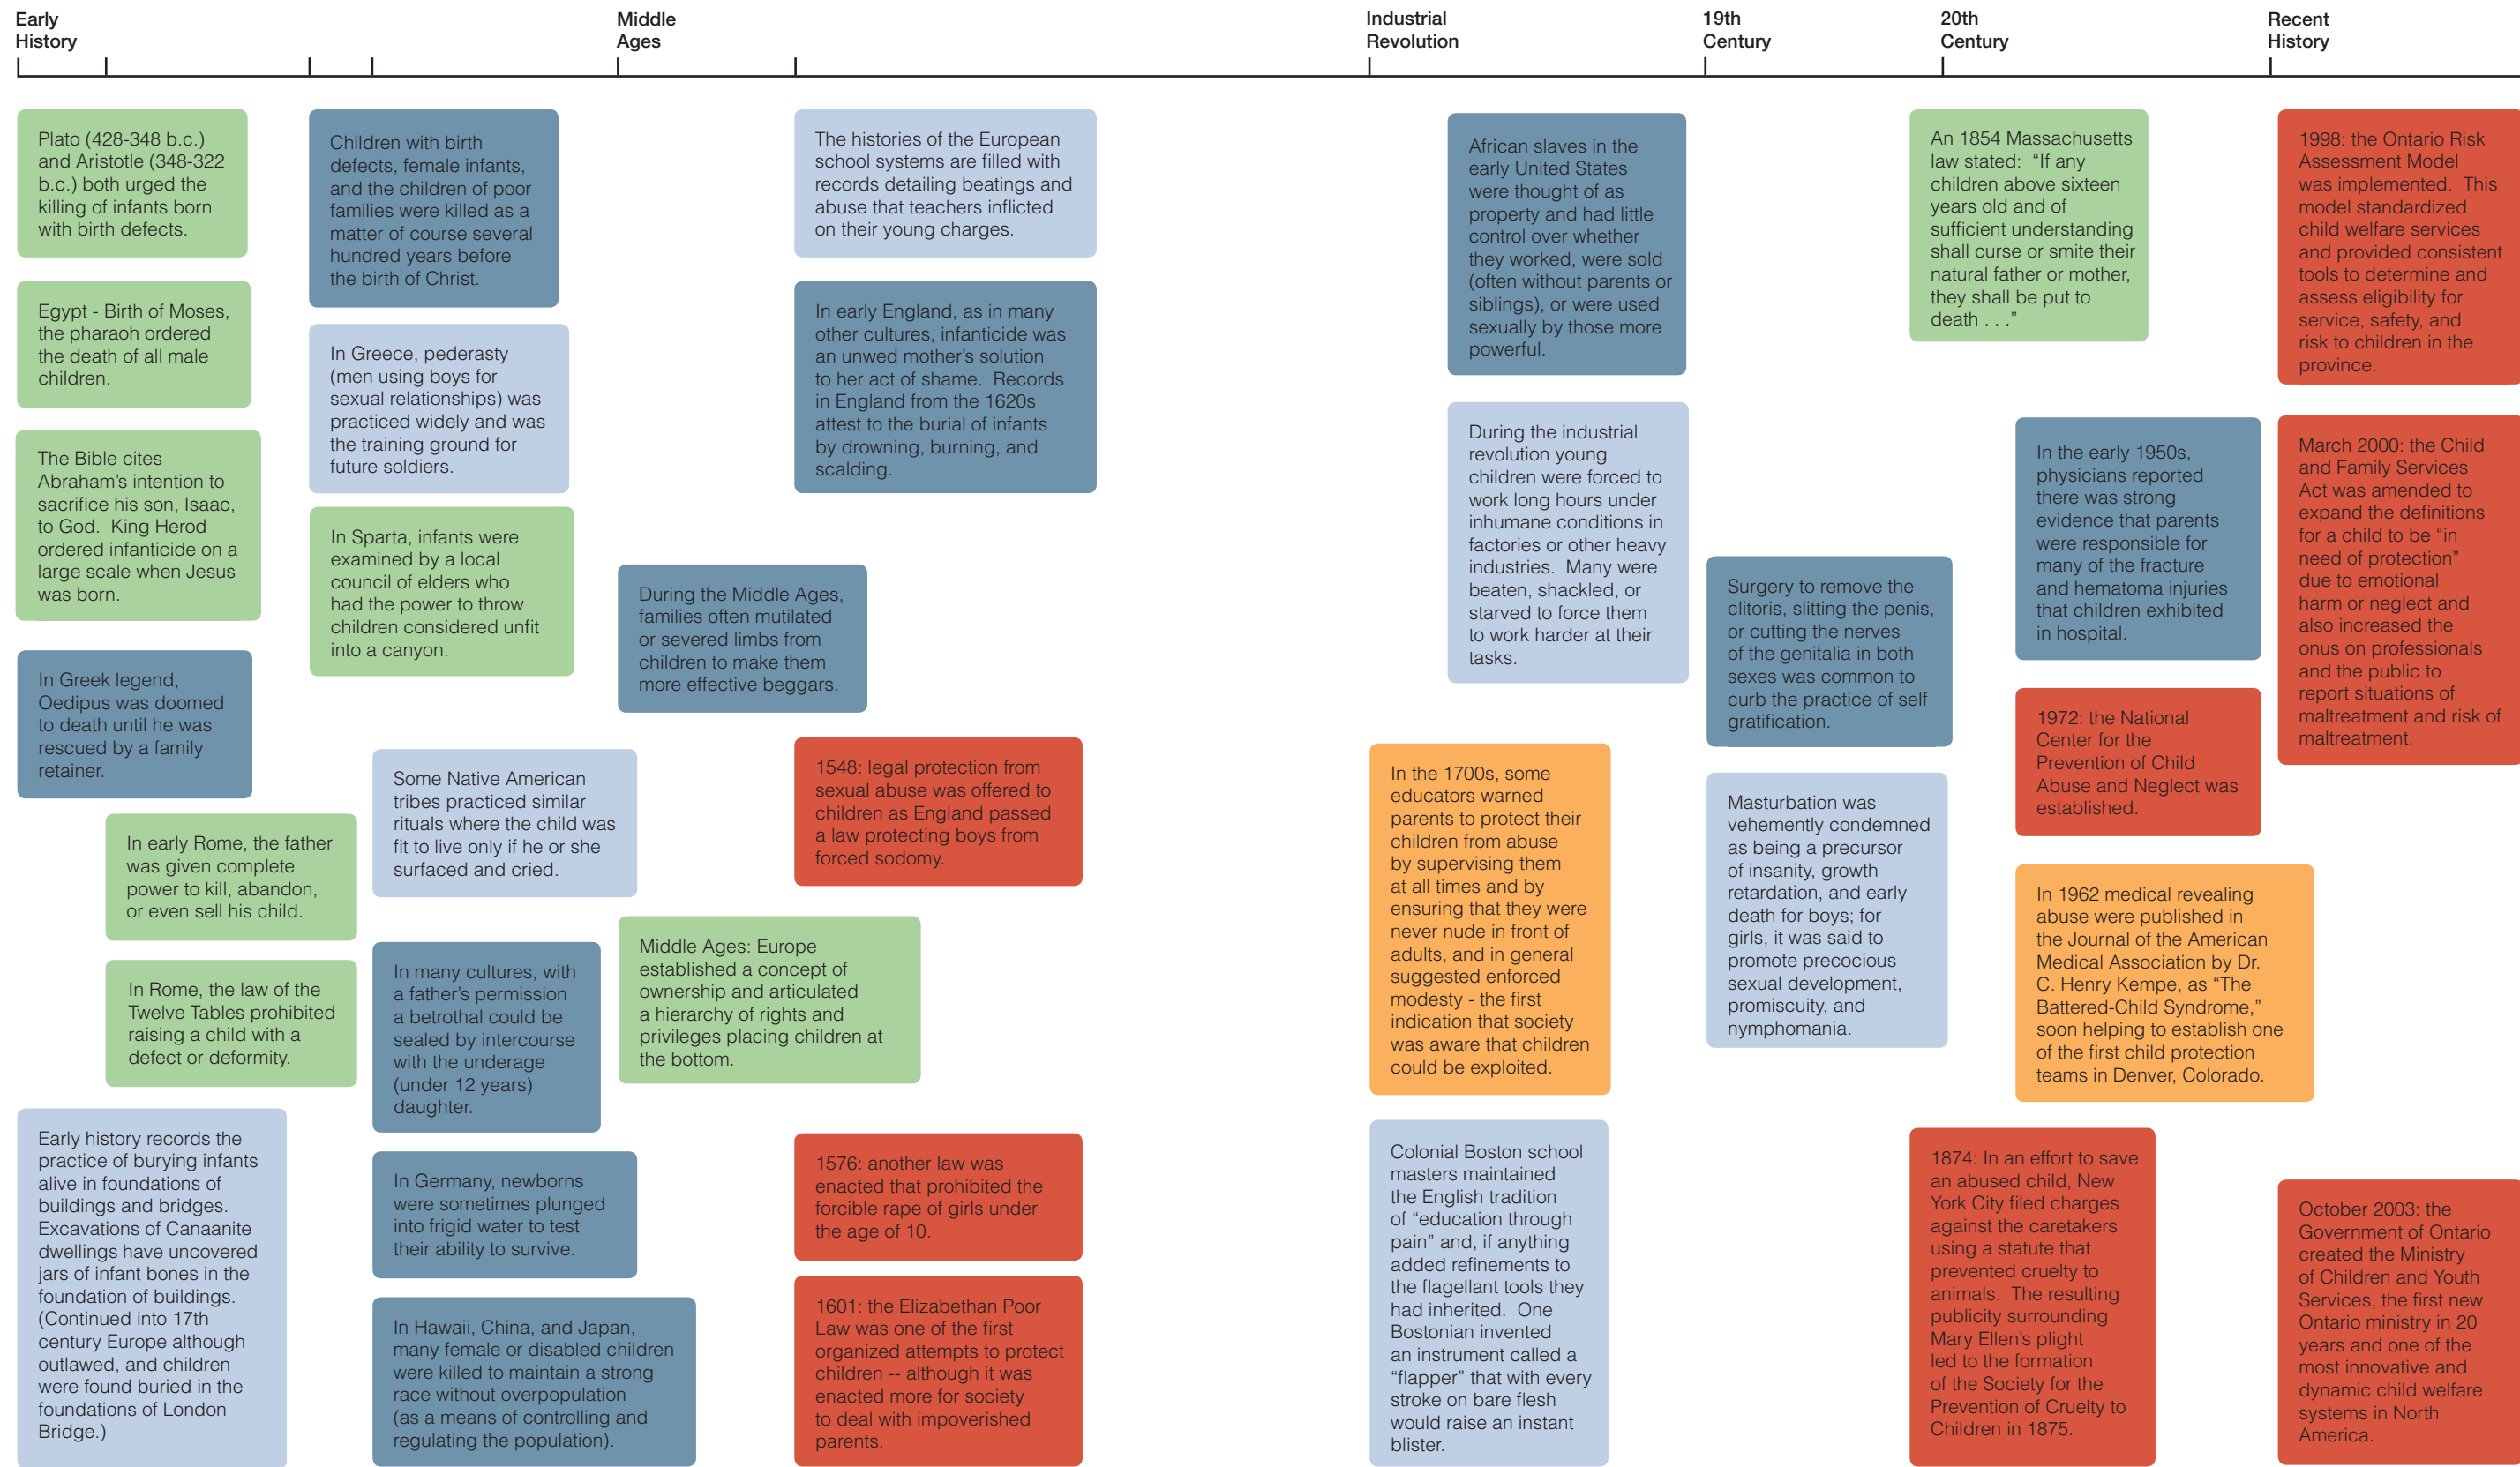 Early
History
Middle
Ages
Industrial
Revolution
19th
Century
20th
Century
Recent
History
Plato (428-348 b.c.)
and Aristotle (348-322
b.c.) both urged the
killing of infants born
with birth defects.
Egypt - Birth of Moses,
the pharaoh ordered
the death of all male
children.
The Bible cites
Abraham’s intention to
sacrifice his son, Isaac,
to God.  King Herod
ordered infanticide on a
large scale when Jesus
was born.
In Greek legend,
Oedipus was doomed
to death until he was
rescued by a family
retainer.
In early Rome, the father
was given complete
power to kill, abandon,
or even sell his child.
In Rome, the law of the
Twelve Tables prohibited
raising a child with a
defect or deformity.
Early history records the
practice of burying infants
alive in foundations of
buildings and bridges.
Excavations of Canaanite
dwellings have uncovered
jars of infant bones in the
foundation of buildings.
(Continued into 17th
century Europe although
outlawed, and children
were found buried in the
foundations of London
Bridge.)
Children with birth
defects, female infants,
and the children of poor
families were killed as a
matter of course several
hundred years before
the birth of Christ.
In Greece, pederasty
(men using boys for
sexual relationships) was
practiced widely and was
the training ground for
future soldiers.
In Sparta, infants were
examined by a local
council of elders who
had the power to throw
children considered unfit
into a canyon.
Some Native American
tribes practiced similar
rituals where the child was
fit to live only if he or she
surfaced and cried.
In many cultures, with
a father’s permission
a betrothal could be
sealed by intercourse
with the underage
(under 12 years)
daughter.
In Germany, newborns
were sometimes plunged
into frigid water to test
their ability to survive.
In Hawaii, China, and Japan,
many female or disabled children
were killed to maintain a strong
race without overpopulation
(as a means of controlling and
regulating the population).
During the Middle Ages,
families often mutilated
or severed limbs from
children to make them
more effective beggars.
Middle Ages: Europe
established a concept of
ownership and articulated
a hierarchy of rights and
privileges placing children at
the bottom.
The histories of the European
school systems are filled with
records detailing beatings and
abuse that teachers inflicted
on their young charges.
In early England, as in many
other cultures, infanticide was
an unwed mother’s solution
to her act of shame.  Records
in England from the 1620s
attest to the burial of infants
by drowning, burning, and
scalding.
1548: legal protection from
sexual abuse was offered to
children as England passed
a law protecting boys from
forced sodomy.
1576: another law was
enacted that prohibited the
forcible rape of girls under
the age of 10.
1601: the Elizabethan Poor
Law was one of the first
organized attempts to protect
children -- although it was
enacted more for society
to deal with impoverished
parents.
African slaves in the
early United States
were thought of as
property and had little
control over whether
they worked, were sold
(often without parents or
siblings), or were used
sexually by those more
powerful.
During the industrial
revolution young
children were forced to
work long hours under
inhumane conditions in
factories or other heavy
industries.  Many were
beaten, shackled, or
starved to force them
to work harder at their
tasks.
In the 1700s, some
educators warned
parents to protect their
children from abuse
by supervising them
at all times and by
ensuring that they were
never nude in front of
adults, and in general
suggested enforced
modesty - the first
indication that society
was aware that children
could be exploited.
Colonial Boston school
masters maintained
the English tradition
of “education through
pain” and, if anything
added refinements to
the flagellant tools they
had inherited.  One
Bostonian invented
an instrument called a
“flapper” that with every
stroke on bare flesh
would raise an instant
blister.
Surgery to remove the
clitoris, slitting the penis,
or cutting the nerves
of the genitalia in both
sexes was common to
curb the practice of self
gratification.
Masturbation was
vehemently condemned
as being a precursor
of insanity, growth
retardation, and early
death for boys; for
girls, it was said to
promote precocious
sexual development,
promiscuity, and
nymphomania.
An 1854 Massachusetts
law stated:  “If any
children above sixteen
years old and of
sufficient understanding
shall curse or smite their
natural father or mother,
they shall be put to
death . . .”
In the early 1950s,
physicians reported
there was strong
evidence that parents
were responsible for
many of the fracture
and hematoma injuries
that children exhibited
in hospital.
1972: the National
Center for the
Prevention of Child
Abuse and Neglect was
established.
In 1962 medical revealing
abuse were published in
the Journal of the American
Medical Association by Dr.
C. Henry Kempe, as “The
Battered-Child Syndrome,”
soon helping to establish one
of the first child protection
teams in Denver, Colorado.
1874: In an effort to save
an abused child, New
York City filed charges
against the caretakers
using a statute that
prevented cruelty to
animals.  The resulting
publicity surrounding
Mary Ellen’s plight
led to the formation
of the Society for the
Prevention of Cruelty to
Children in 1875.
1998: the Ontario Risk
Assessment Model
was implemented.  This
model standardized
child welfare services
and provided consistent
tools to determine and
assess eligibility for
service, safety, and
risk to children in the
province.
March 2000: the Child
and Family Services
Act was amended to
expand the definitions
for a child to be “in
need of protection”
due to emotional
harm or neglect and
also increased the
onus on professionals
and the public to
report situations of
maltreatment and risk of
maltreatment.
October 2003: the
Government of Ontario
created the Ministry
of Children and Youth
Services, the first new
Ontario ministry in 20
years and one of the
most innovative and
dynamic child welfare
systems in North
America.